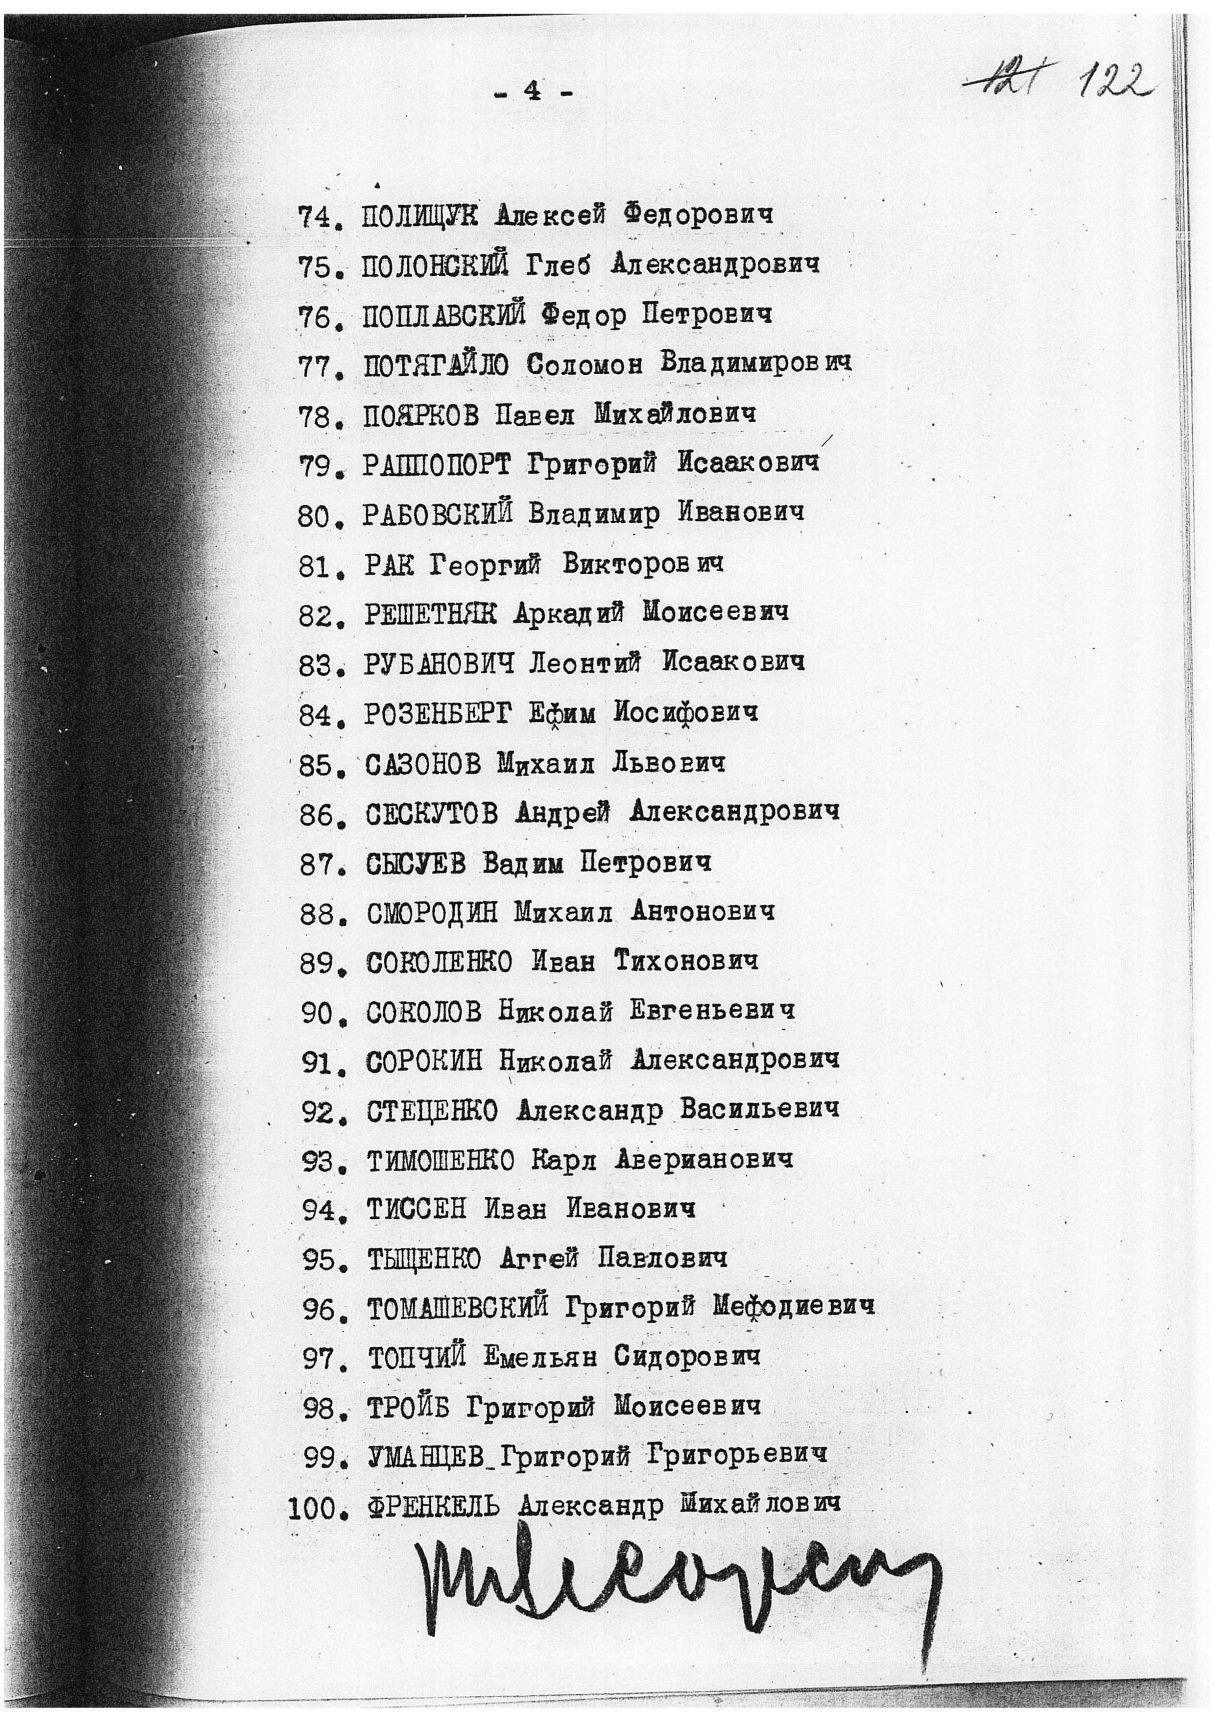 - 4 -
121 122
74. ПОЛИЩУК Алексей Федорович
75. ПОЛОНСКИЙ Глеб Александрович
76. ПОПЛАВСКИЙ Федор Петрович
77. ПОТЯГАЙЛО Соломон Владимирович
78. ПОЯРКОВ Павел Михайлович
79. РАППОПОРТ Григорий Исаакович
80. РАБОВСКИЙ Владимир Иванович
81. РАК Георгий Викторович
82. РЕШЕТНЯК Аркадий Моисеевич
83. РУБАНОВИЧ Леонтий Исаакович
84. РОЗЕНБЕРГ Ефим Иосифович
85. САЗОНОВ Михаил Львович
86. СЕСКУТОВ Андрей Александрович
87. СЫСУЕВ Вадим Петрович
88. СМОРОДИН Михаил Антонович
89. СОКОЛЕНКО Иван Тихонович
90. СОКОЛОВ Николай Евгеньевич
91. СОРОКИН Николай Александрович
92. СТЕЦЕНКО Александр Васильевич
93. ТИМОШЕНКО Карл Аверианович
94. ТИССЕН Иван Иванович
95. ТЫЩЕНКО Аггей Павлович
96. ТОМАШЕВСКИЙ Григорий Мефодиевич
97. ТОПЧИЙ Емельян Сидорович
98. ТРОЙБ Григорий Моисеевич
99. УМАНЦЕВ_Григорий Григорьевич
100. ФРЕНКЕЛЬ Александр Михайлович